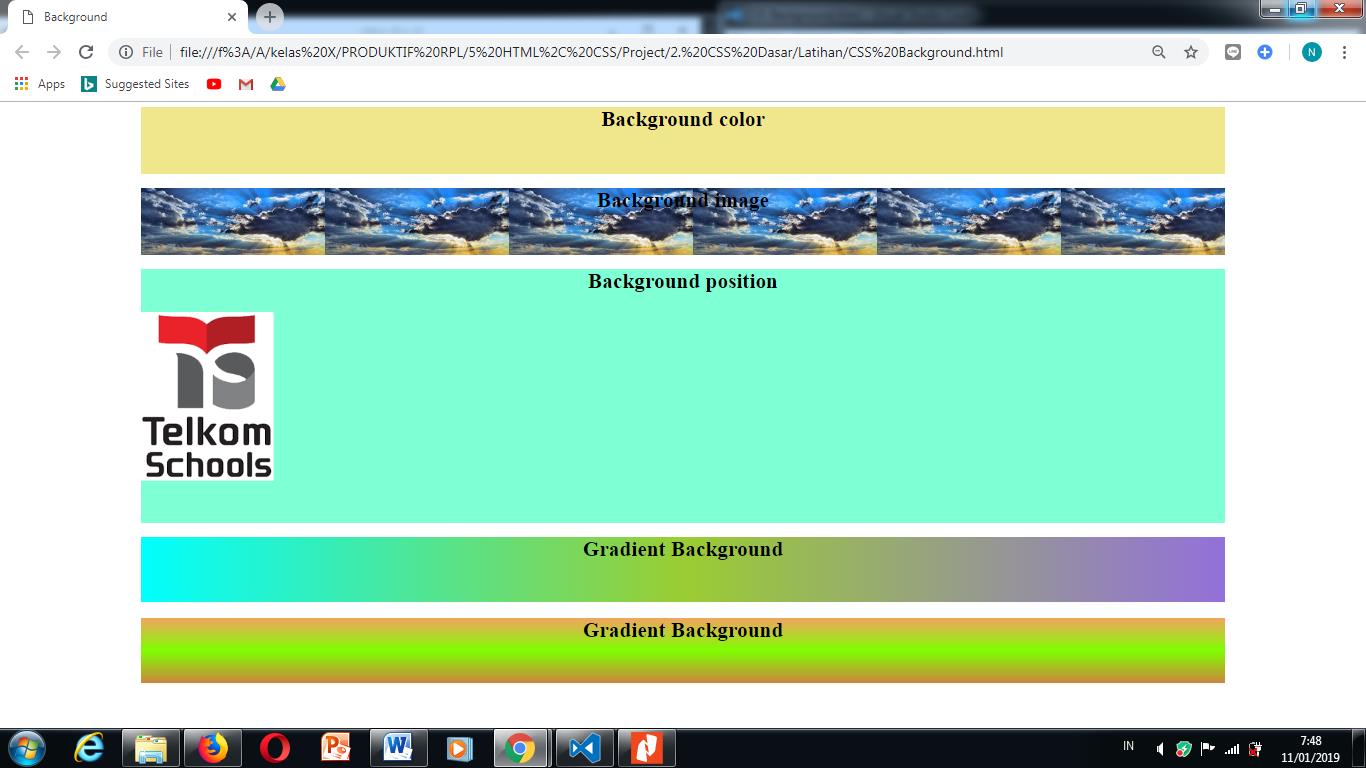 Background
File file:///f%3A/A/kelas%20X/PRODUKTIF%20RPL/5%20HTML%2C%20CSS/Project/2.%20CSS%20Dasar/Latihan/CSS%20Background.html
N
Apps Suggested Sites
Background color
Background image
Background position
Telkom
Schools
Gradient Background
Gradient Background
IN
7:48
11/01/2019